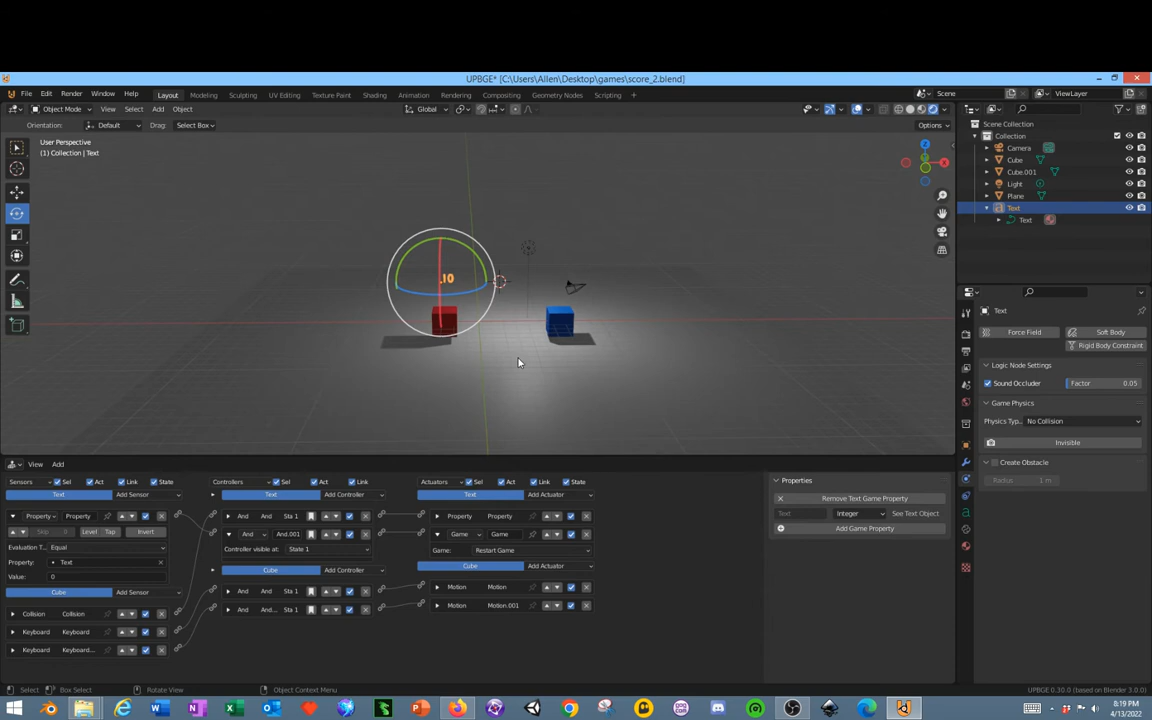 UPBGE* [C:\Users\Allen\Desktop\games\score_2.blend]
File Edit Render Window Help Layout Modeling Sculpting UV Editing Texture Paint Shading Animation Rendering Compositing Geometry Nodes Scripting + Scene ViewLayer
Object Mode View Select Add Object Global
Orientation: Default Drag: Select Box Options
User Perspective
(1) Collection | Text
Z
X
10
Scene Collection
Collection
Camera
Cube
Cube.001
Light
Plane
Text
Text
Text
Force Field Soft Body
Rigid Body Constraint
Logic Node Settings
Sound Occluder Factor 0.05
Game Physics
Physics Typ.. No Collision
Invisible
Create Obstacle
Radius 1 m
View Add
Sensors Sel Act Link State
Text Add Sensor
Property Property
Skip 0 Level Tap Invert
Evaluation T... Equal
Property: Text
Value: 0
Cube Add Sensor
Collision Collision
Keyboard Keyboard
Keyboard Keyboard...
Controllers Sel Act Link
Text Add Controller
And And Sta 1
And And.001
Controller visible at: State 1
Cube Add Controller
And And Sta 1
And And... Sta 1
Actuators Sel Act Link State
Text Add Actuator
Property Property
Game Game
Game: Restart Game
Cube Add Actuator
Motion Motion
Motion Motion.001
Properties
Remove Text Game Property
Text Integer See Text Object
Add Game Property
Select Box Select Rotate View Object Context Menu UPBGE 0.30.0 (based on Blender 3.0.0)
8:19 PM
4/13/2022